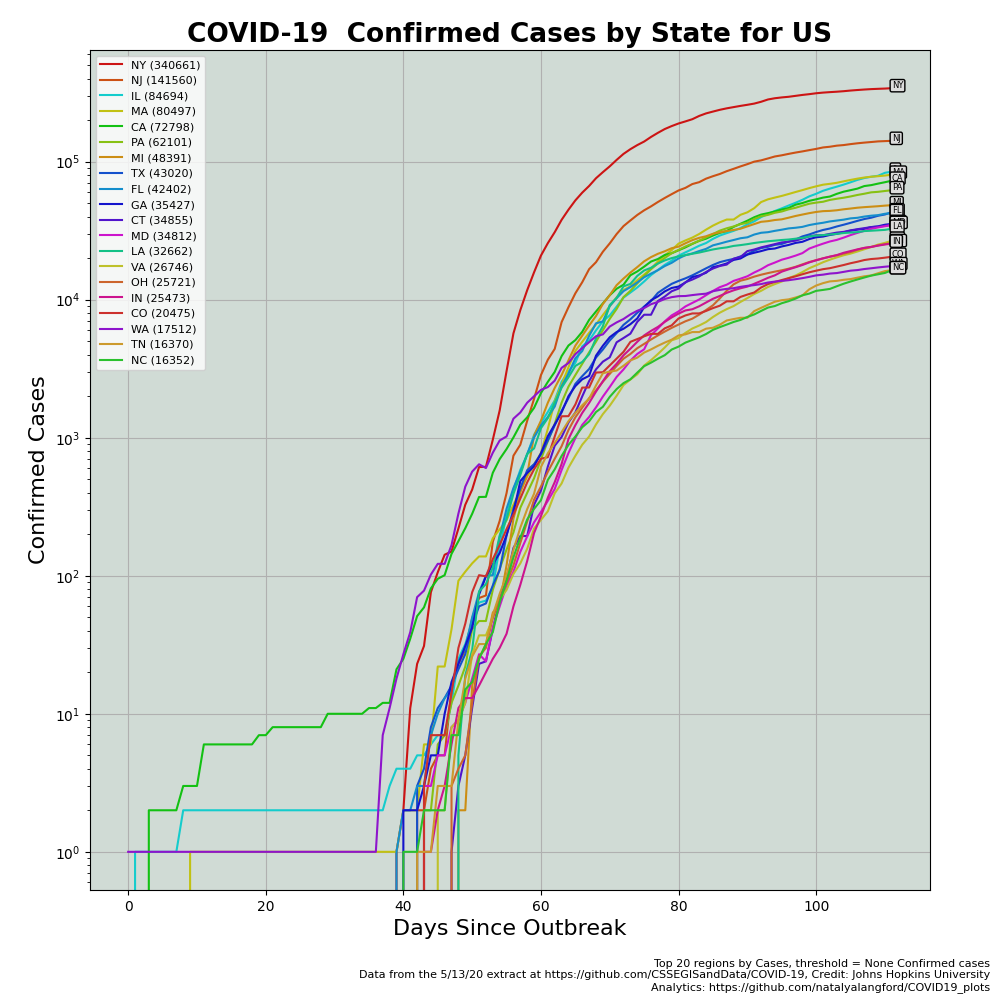 COVID-19  Confirmed Cases by State for US
NY (340661)
NJ (141560)
IL (84694)
MA (80497)
CA (72798)
PA (62101)
MI (48391)
TX (43020)
FL (42402)
GA (35427)
CT (34855)
MD (34812)
LA (32662)
VA (26746)
OH (25721)
IN (25473)
CO (20475)
WA (17512)
TN (16370)
NC (16352)
NY
NJ
CA
PA
FL
LA
IN
CO
NC
Confirmed Cases
10^5
10^4
10^3
10^2
10^1
10^0
0 20 40 60 80 100
Days Since Outbreak
Top 20 regions by Cases, threshold = None Confirmed cases
Data from the 5/13/20 extract at https://github.com/CSSEGISandData/COVID-19, Credit: Johns Hopkins University
Analytics: https://github.com/natalyalangford/COVID19_plots